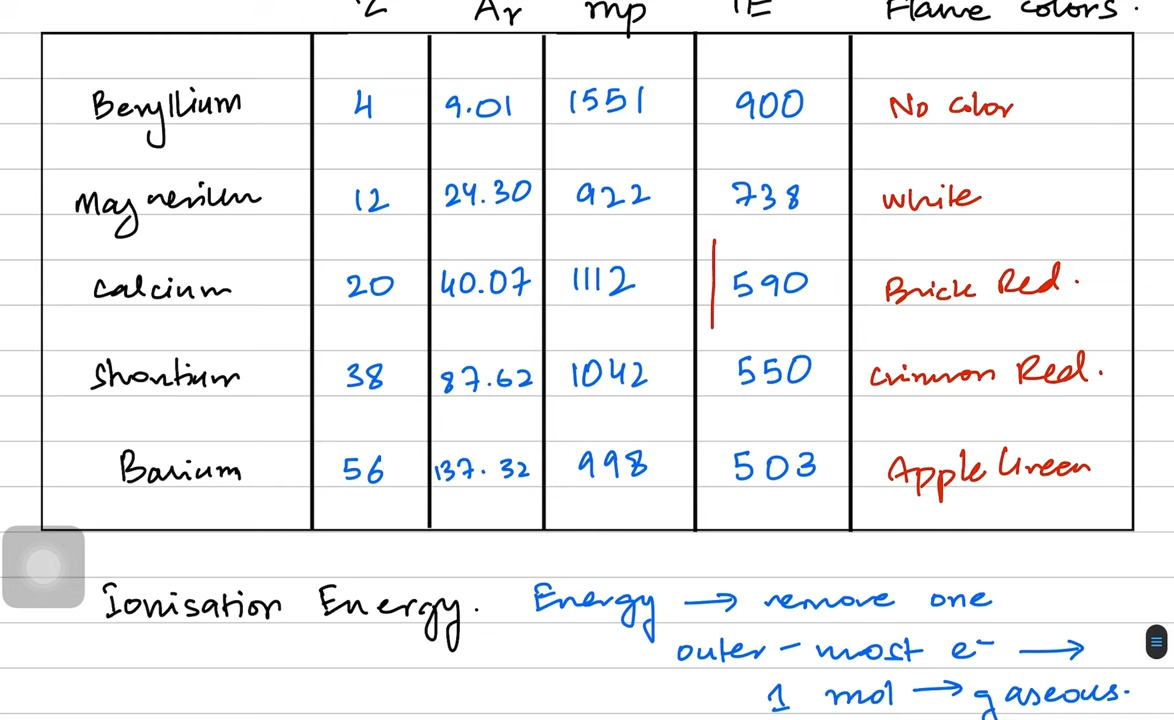 Z Ar mp IE Flame colors.
Beryllium 4 9.01 1551 900 No color
Magnesium 12 24.30 922 738 white
Calcium 20 40.07 1112 590 Brick Red.
Strontium 38 87.62 1042 550 Crimson Red.
Barium 56 137.32 998 503 Apple Green
Ionisation Energy. Energy → remove one
outer-most e⁻ →
1 mol → gaseous.